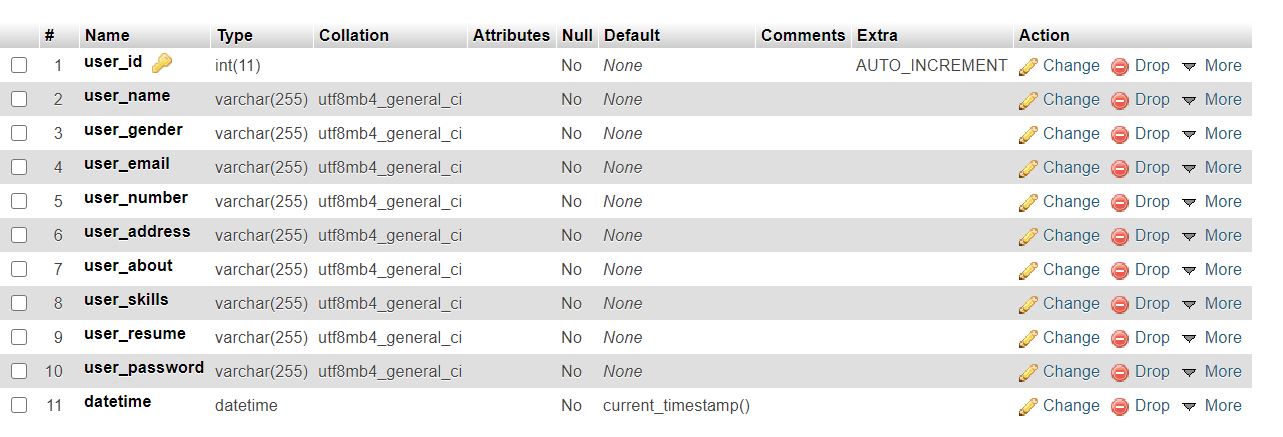 # Name Type Collation Attributes Null Default Comments Extra Action
1 user_id int(11) No None AUTO_INCREMENT Change Drop More
2 user_name varchar(255) utf8mb4_general_ci No None Change Drop More
3 user_gender varchar(255) utf8mb4_general_ci No None Change Drop More
4 user_email varchar(255) utf8mb4_general_ci No None Change Drop More
5 user_number varchar(255) utf8mb4_general_ci No None Change Drop More
6 user_address varchar(255) utf8mb4_general_ci No None Change Drop More
7 user_about varchar(255) utf8mb4_general_ci No None Change Drop More
8 user_skills varchar(255) utf8mb4_general_ci No None Change Drop More
9 user_resume varchar(255) utf8mb4_general_ci No None Change Drop More
10 user_password varchar(255) utf8mb4_general_ci No None Change Drop More
11 datetime datetime No current_timestamp() Change Drop More